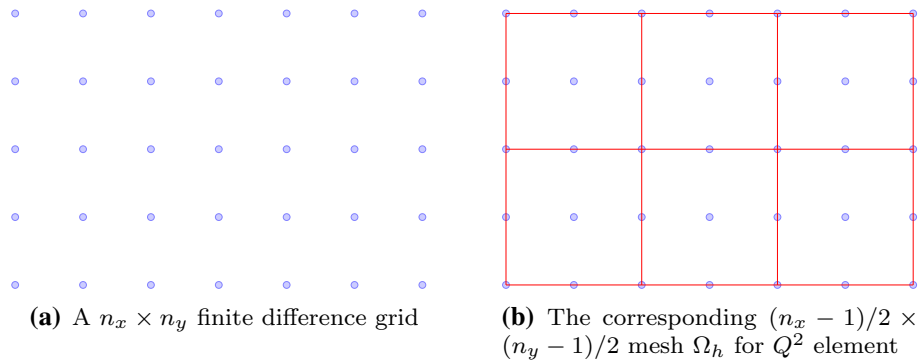 (a) A $n_x \times n_y$ finite difference grid
(b) The corresponding $(n_x - 1)/2 \times$
$(n_y - 1)/2$ mesh $\Omega_h$ for $Q^2$ element